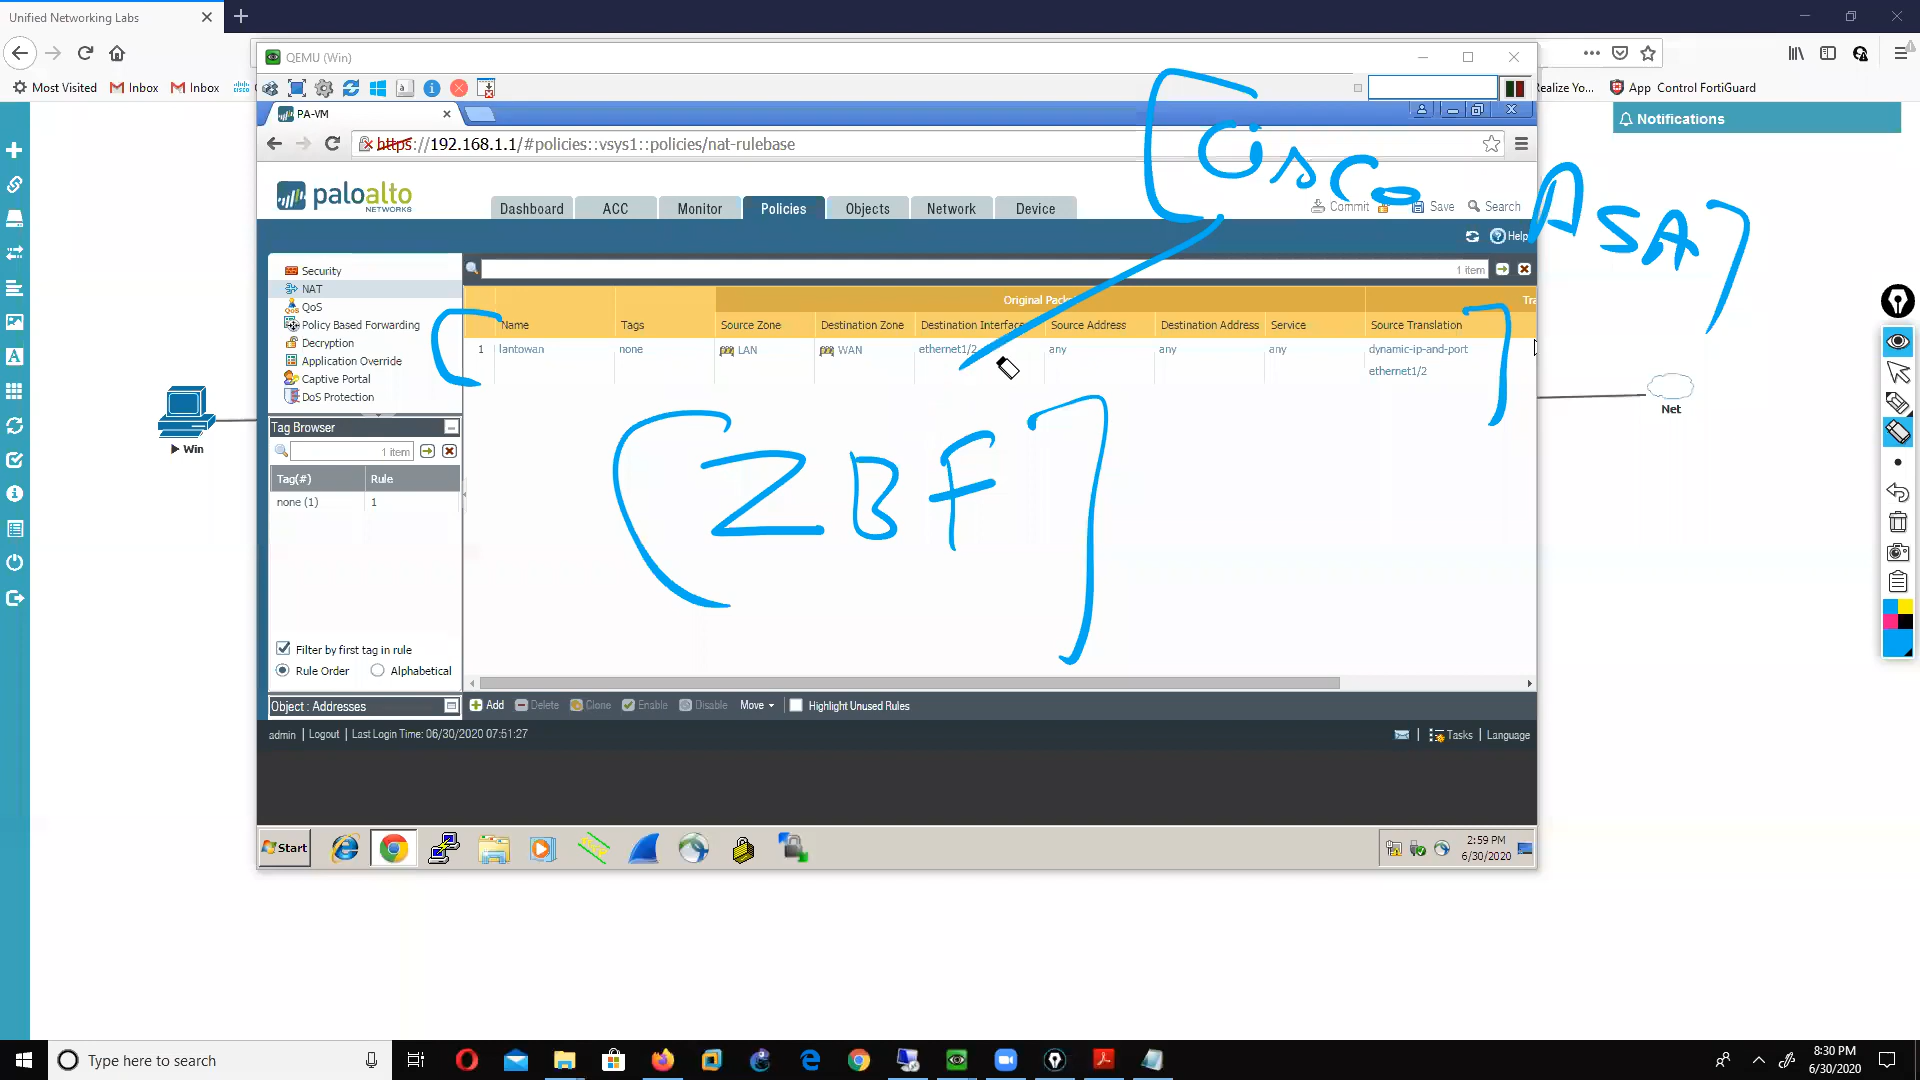 Unified Networking Labs
QEMU (Win)
Most Visited
Inbox
Inbox
Realize Yo...
App Control FortiGuard
PA-VM
https://192.168.1.1/#policies::vsys1::policies/nat-rulebase
Notifications
Cisco ASA
paloalto
NETWORKS
Dashboard
ACC
Monitor
Policies
Objects
Network
Device
Commit
Save
Search
Help
Security
NAT
QoS
Policy Based Forwarding
Decryption
Application Override
Captive Portal
DoS Protection
1 item
Original Pack
Tra
Name
Tags
Source Zone
Destination Zone
Destination Interface
Source Address
Destination Address
Service
Source Translation
1
lantowan
none
LAN
WAN
ethernet1/2
any
any
any
dynamic-ip-and-port
ethernet1/2
ZBF
Win
Net
Tag Browser
1 item
Tag(#)
Rule
none (1)
1
Filter by first tag in rule
Rule Order
Alphabetical
Object : Addresses
Add
Delete
Clone
Enable
Disable
Move
Highlight Unused Rules
admin | Logout | Last Login Time: 06/30/2020 07:51:27
Tasks | Language
Start
2:59 PM
6/30/2020
Type here to search
8:30 PM
6/30/2020